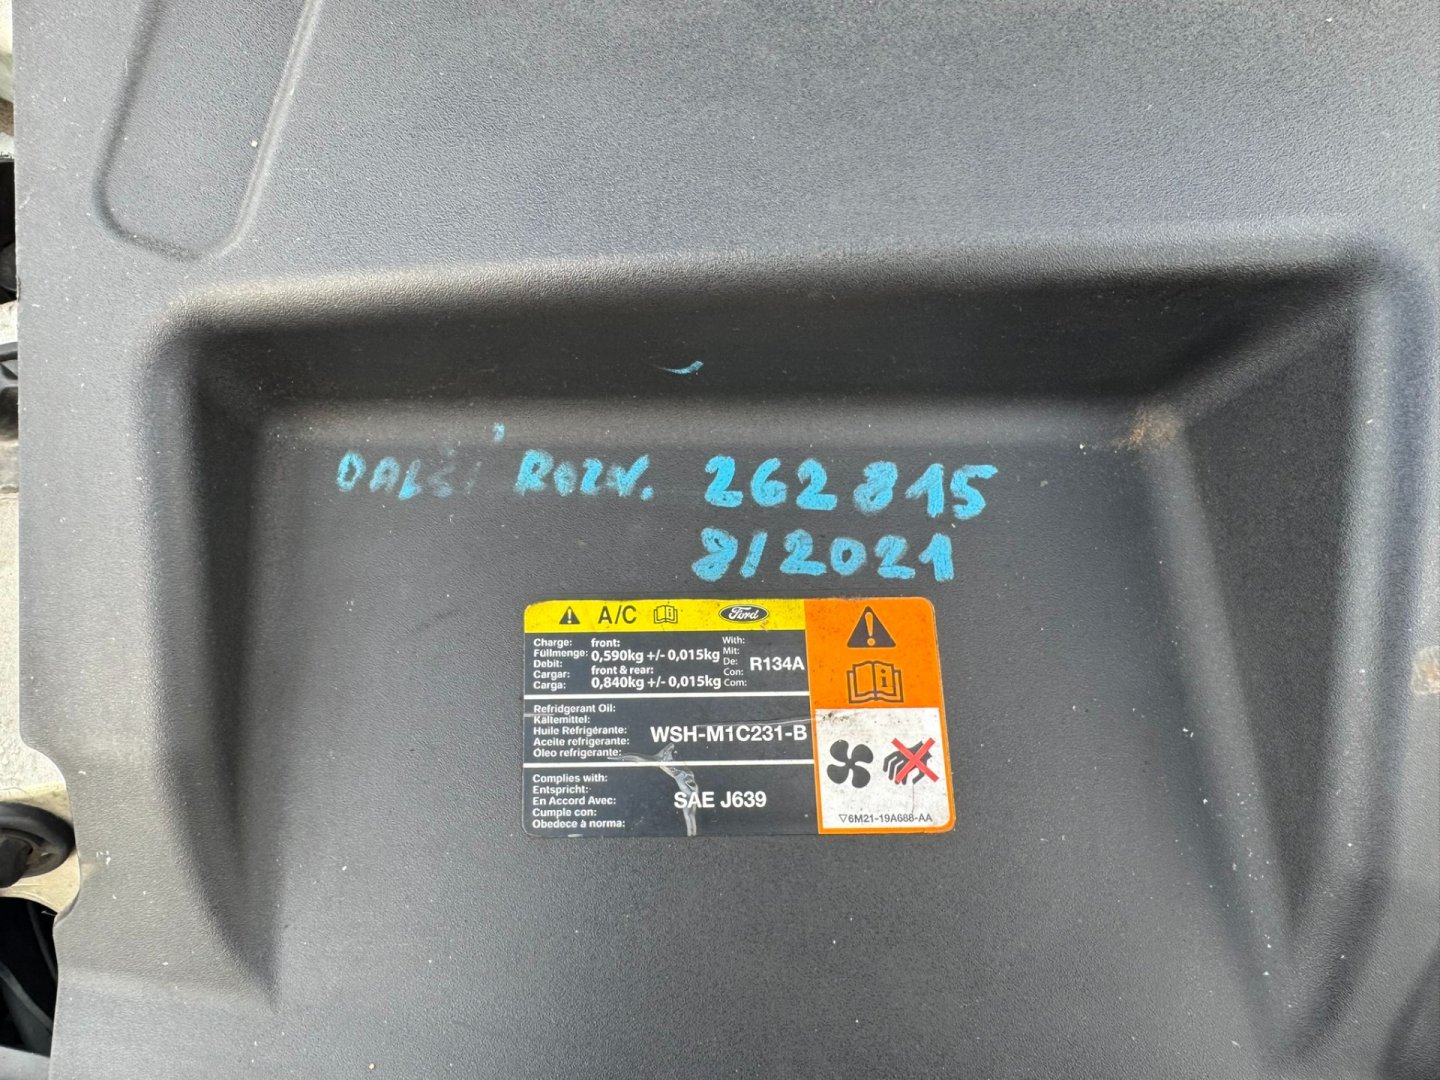 DALŠÍ ROZV. 262 815
8/2021
A/C
Ford
Charge:
Füllmenge:
Debit:
Cargar:
Carga:
front:
0,590kg +/- 0,015kg
front & rear:
0,840kg +/- 0,015kg
With:
Mit:
De:
Con:
Com:
R134A
Refridgerant Oil:
Kältemittel:
Huile Réfrigérante:
Aceite refrigerante:
Óleo refrigerante:
WSH-M1C231-B
Complies with:
Entspricht:
En Accord Avec:
Cumple con:
Obedece à norma:
SAE J639
▽6M21-19A688-AA